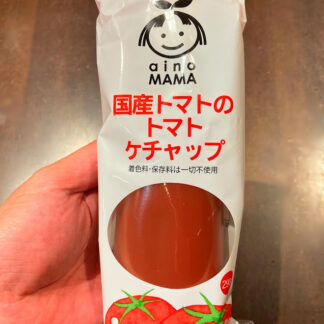 aino
MAMA
国産トマトの
トマト
ケチャップ
着色料・保存料は一切不使用